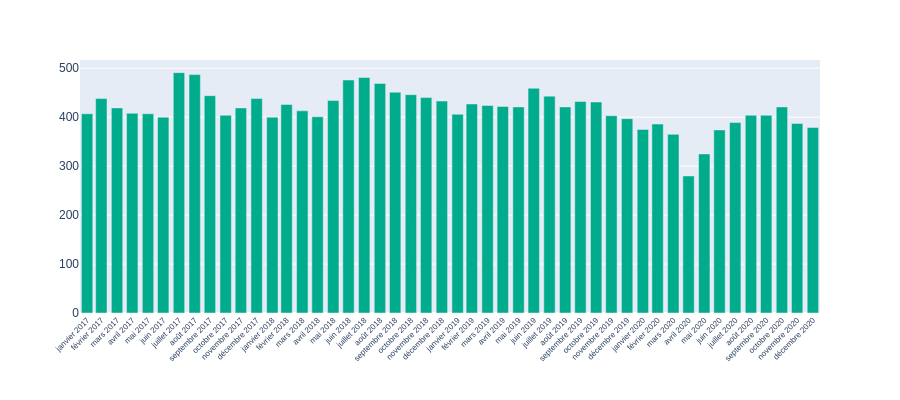 500
400
300
200
100
0
janvier 2017
février 2017
mars 2017
avril 2017
mai 2017
juin 2017
juillet 2017
août 2017
septembre 2017
octobre 2017
novembre 2017
décembre 2017
janvier 2018
février 2018
mars 2018
avril 2018
mai 2018
juin 2018
juillet 2018
août 2018
septembre 2018
octobre 2018
novembre 2018
décembre 2018
janvier 2019
février 2019
mars 2019
avril 2019
mai 2019
juin 2019
juillet 2019
août 2019
septembre 2019
octobre 2019
novembre 2019
décembre 2019
janvier 2020
février 2020
mars 2020
avril 2020
mai 2020
juin 2020
juillet 2020
août 2020
septembre 2020
octobre 2020
novembre 2020
décembre 2020